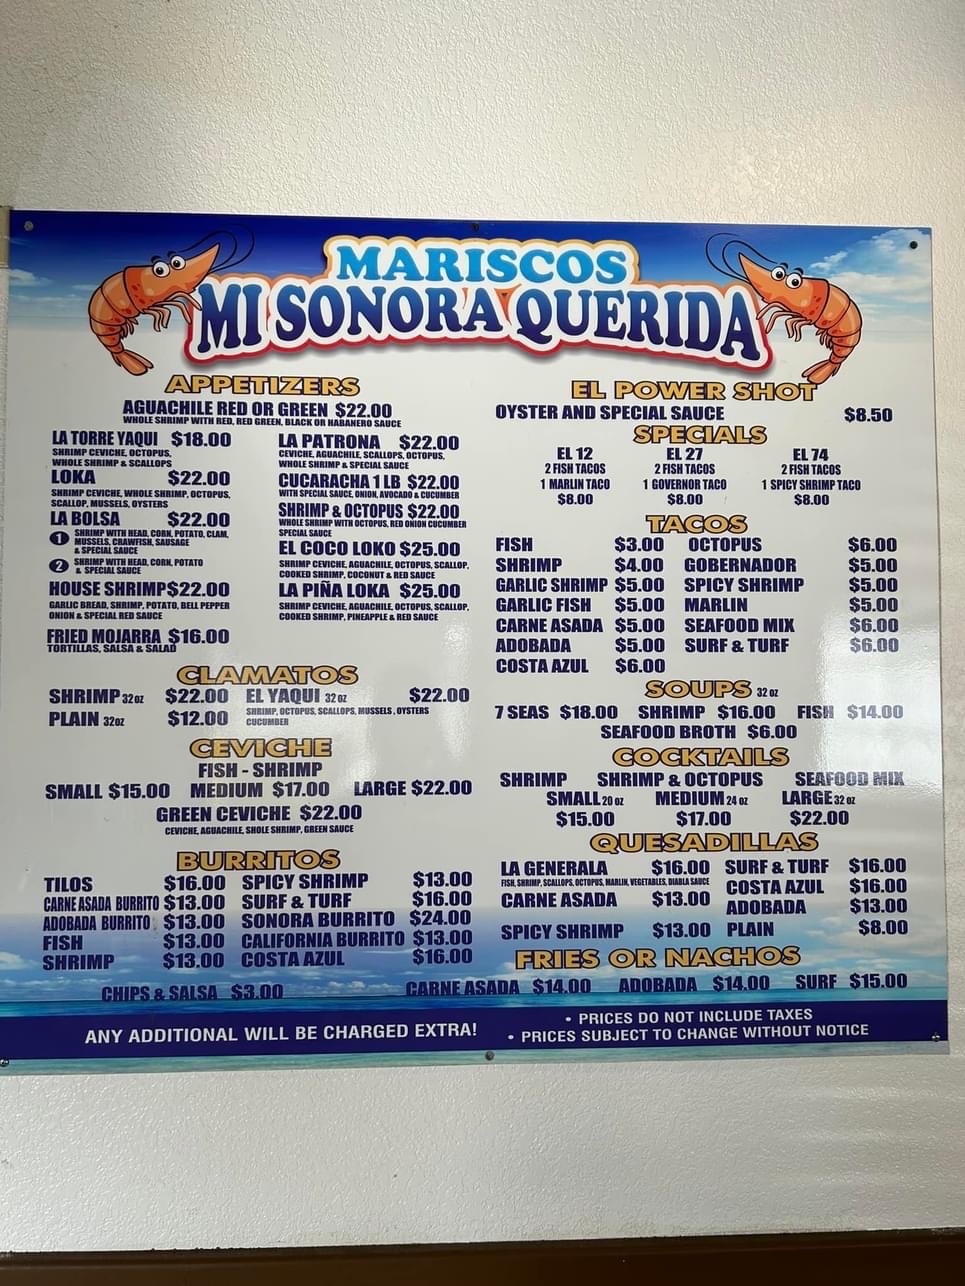 MARISCOS
MI SONORA QUERIDA
APPETIZERS
AGUACHILE RED OR GREEN $22.00
WHOLE SHRIMP WITH RED, RED GREEN, BLACK OR HABANERO SAUCE
LA TORRE YAQUI $18.00
SHRIMP CEVICHE, OCTOPUS,
WHOLE SHRIMP & SCALLOPS
LOKA $22.00
SHRIMP CEVICHE, WHOLE SHRIMP, OCTOPUS,
SCALLOP, MUSSELS, OYSTERS
LA BOLSA $22.00
1 SHRIMP WITH HEAD, CORN, POTATO, CLAM,
MUSSELS, CRAWFISH, SAUSAGE
& SPECIAL SAUCE
2 SHRIMP WITH HEAD, CORN, POTATO
& SPECIAL SAUCE
HOUSE SHRIMP $22.00
GARLIC BREAD, SHRIMP, POTATO, BELL PEPPER
ONION & SPECIAL RED SAUCE
FRIED MOJARRA $16.00
TORTILLAS, SALSA & SALAD
LA PATRONA $22.00
CEVICHE, AGUACHILE, SCALLOPS, OCTOPUS,
WHOLE SHRIMP & SPECIAL SAUCE
CUCARACHA 1 LB $22.00
WITH SPECIAL SAUCE, ONION, AVOCADO & CUCUMBER
SHRIMP & OCTOPUS $22.00
WHOLE SHRIMP WITH OCTOPUS, RED ONION CUCUMBER
SPECIAL SAUCE
EL COCO LOKO $25.00
SHRIMP CEVICHE, AGUACHILE, OCTOPUS, SCALLOP,
COOKED SHRIMP, COCONUT & RED SAUCE
LA PIÑA LOKA $25.00
SHRIMP CEVICHE, AGUACHILE, OCTOPUS, SCALLOP,
COOKED SHRIMP, PINEAPPLE & RED SAUCE
CLAMATOS
SHRIMP 32 OZ $22.00
PLAIN 32OZ $12.00
EL YAQUI 32 OZ $22.00
SHRIMP, OCTOPUS, SCALLOPS, MUSSELS, OYSTERS
CUCUMBER
CEVICHE
FISH - SHRIMP
SMALL $15.00 MEDIUM $17.00 LARGE $22.00
GREEN CEVICHE $22.00
CEVICHE, AGUACHILE, SHOLE SHRIMP, GREEN SAUCE
BURRITOS
TILOS $16.00 SPICY SHRIMP $13.00
CARNE ASADA BURRITO $13.00 SURF & TURF $16.00
ADOBADA BURRITO $13.00 SONORA BURRITO $24.00
FISH $13.00 CALIFORNIA BURRITO $13.00
SHRIMP $13.00 COSTA AZUL $16.00
CHIPS & SALSA $3.00
EL POWER SHOT
OYSTER AND SPECIAL SAUCE $8.50
SPECIALS
EL 12
2 FISH TACOS
1 MARLIN TACO
$8.00
EL 27
2 FISH TACOS
1 GOVERNOR TACO
$8.00
EL 74
2 FISH TACOS
1 SPICY SHRIMP TACO
$8.00
TACOS
FISH $3.00 OCTOPUS $6.00
SHRIMP $4.00 GOBERNADOR $5.00
GARLIC SHRIMP $5.00 SPICY SHRIMP $5.00
GARLIC FISH $5.00 MARLIN $5.00
CARNE ASADA $5.00 SEAFOOD MIX $6.00
ADOBADA $5.00 SURF & TURF $6.00
COSTA AZUL $6.00
SOUPS 32 OZ
7 SEAS $18.00 SHRIMP $16.00 FISH $14.00
SEAFOOD BROTH $6.00
COCKTAILS
SHRIMP SHRIMP & OCTOPUS SEAFOOD MIX
SMALL 20 OZ MEDIUM 24 OZ LARGE 32 OZ
$15.00 $17.00 $22.00
QUESADILLAS
LA GENERALA $16.00 SURF & TURF $16.00
FISH, SHRIMP, SCALLOPS, OCTOPUS, MARLIN, VEGETABLES, DIABLA SAUCE
COSTA AZUL $16.00
CARNE ASADA $13.00 ADOBADA $13.00
SPICY SHRIMP $13.00 PLAIN $8.00
FRIES OR NACHOS
CARNE ASADA $14.00 ADOBADA $14.00 SURF $15.00
ANY ADDITIONAL WILL BE CHARGED EXTRA!
• PRICES DO NOT INCLUDE TAXES
• PRICES SUBJECT TO CHANGE WITHOUT NOTICE